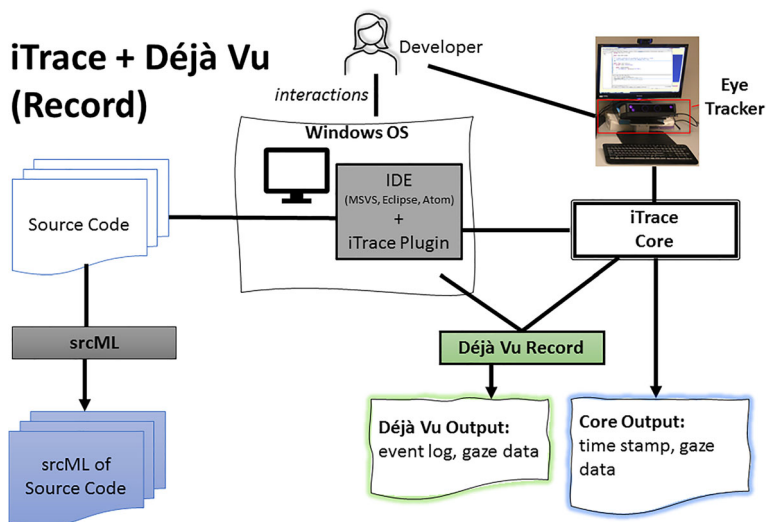 iTrace + Déjà Vu
(Record)
Developer
interactions
Eye
Tracker
Windows OS
IDE
(MSVS, Eclipse, Atom)
+
iTrace Plugin
Source Code
iTrace
Core
srcML
Déjà Vu Record
srcML of
Source Code
Déjà Vu Output:
event log, gaze data
Core Output:
time stamp, gaze
data